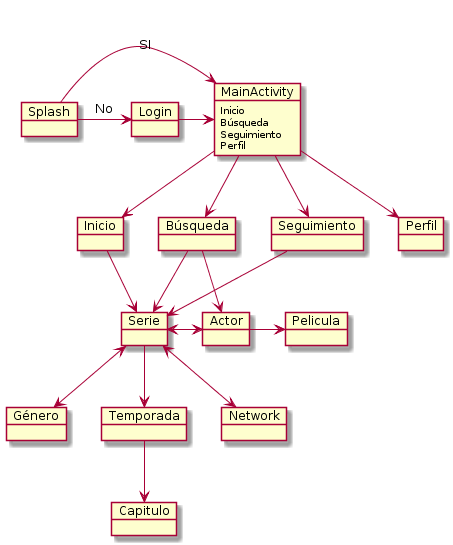 SI
MainActivity
Splash
No
Login
Inicio
Búsqueda
Seguimiento
Perfil
Inicio
Búsqueda
Seguimiento
Perfil
Serie
Actor
Pelicula
Género
Temporada
Network
Capitulo